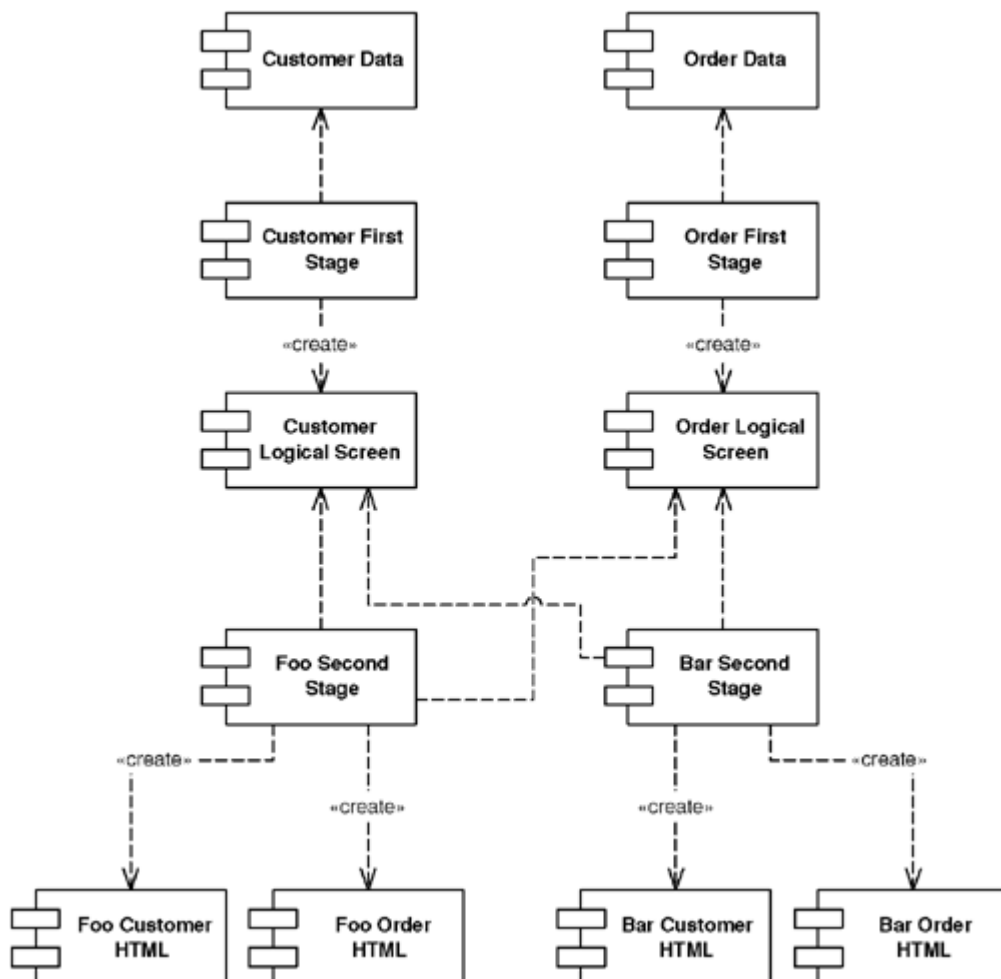 Customer Data
Order Data
Customer First
Stage
Order First
Stage
«create»
«create»
Customer
Logical Screen
Order Logical
Screen
Foo Second
Stage
Bar Second
Stage
«create»
«create»
«create»
«create»
Foo Customer
HTML
Foo Order
HTML
Bar Customer
HTML
Bar Order
HTML